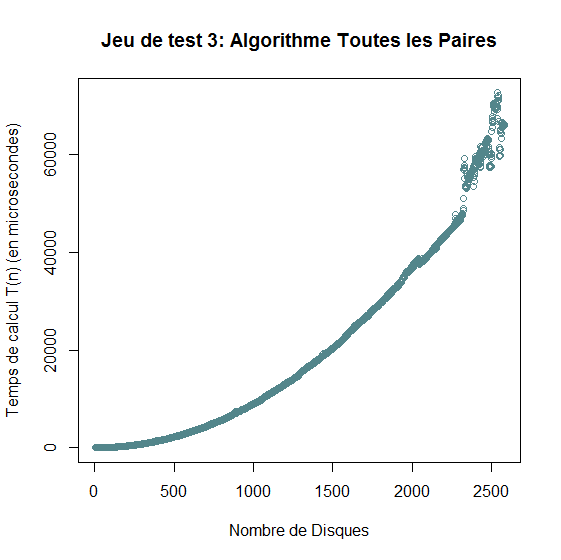 Jeu de test 3: Algorithme Toutes les Paires
Temps de calcul T(n) (en microsecondes)
60000
40000
20000
0
0 500 1000 1500 2000 2500
Nombre de Disques